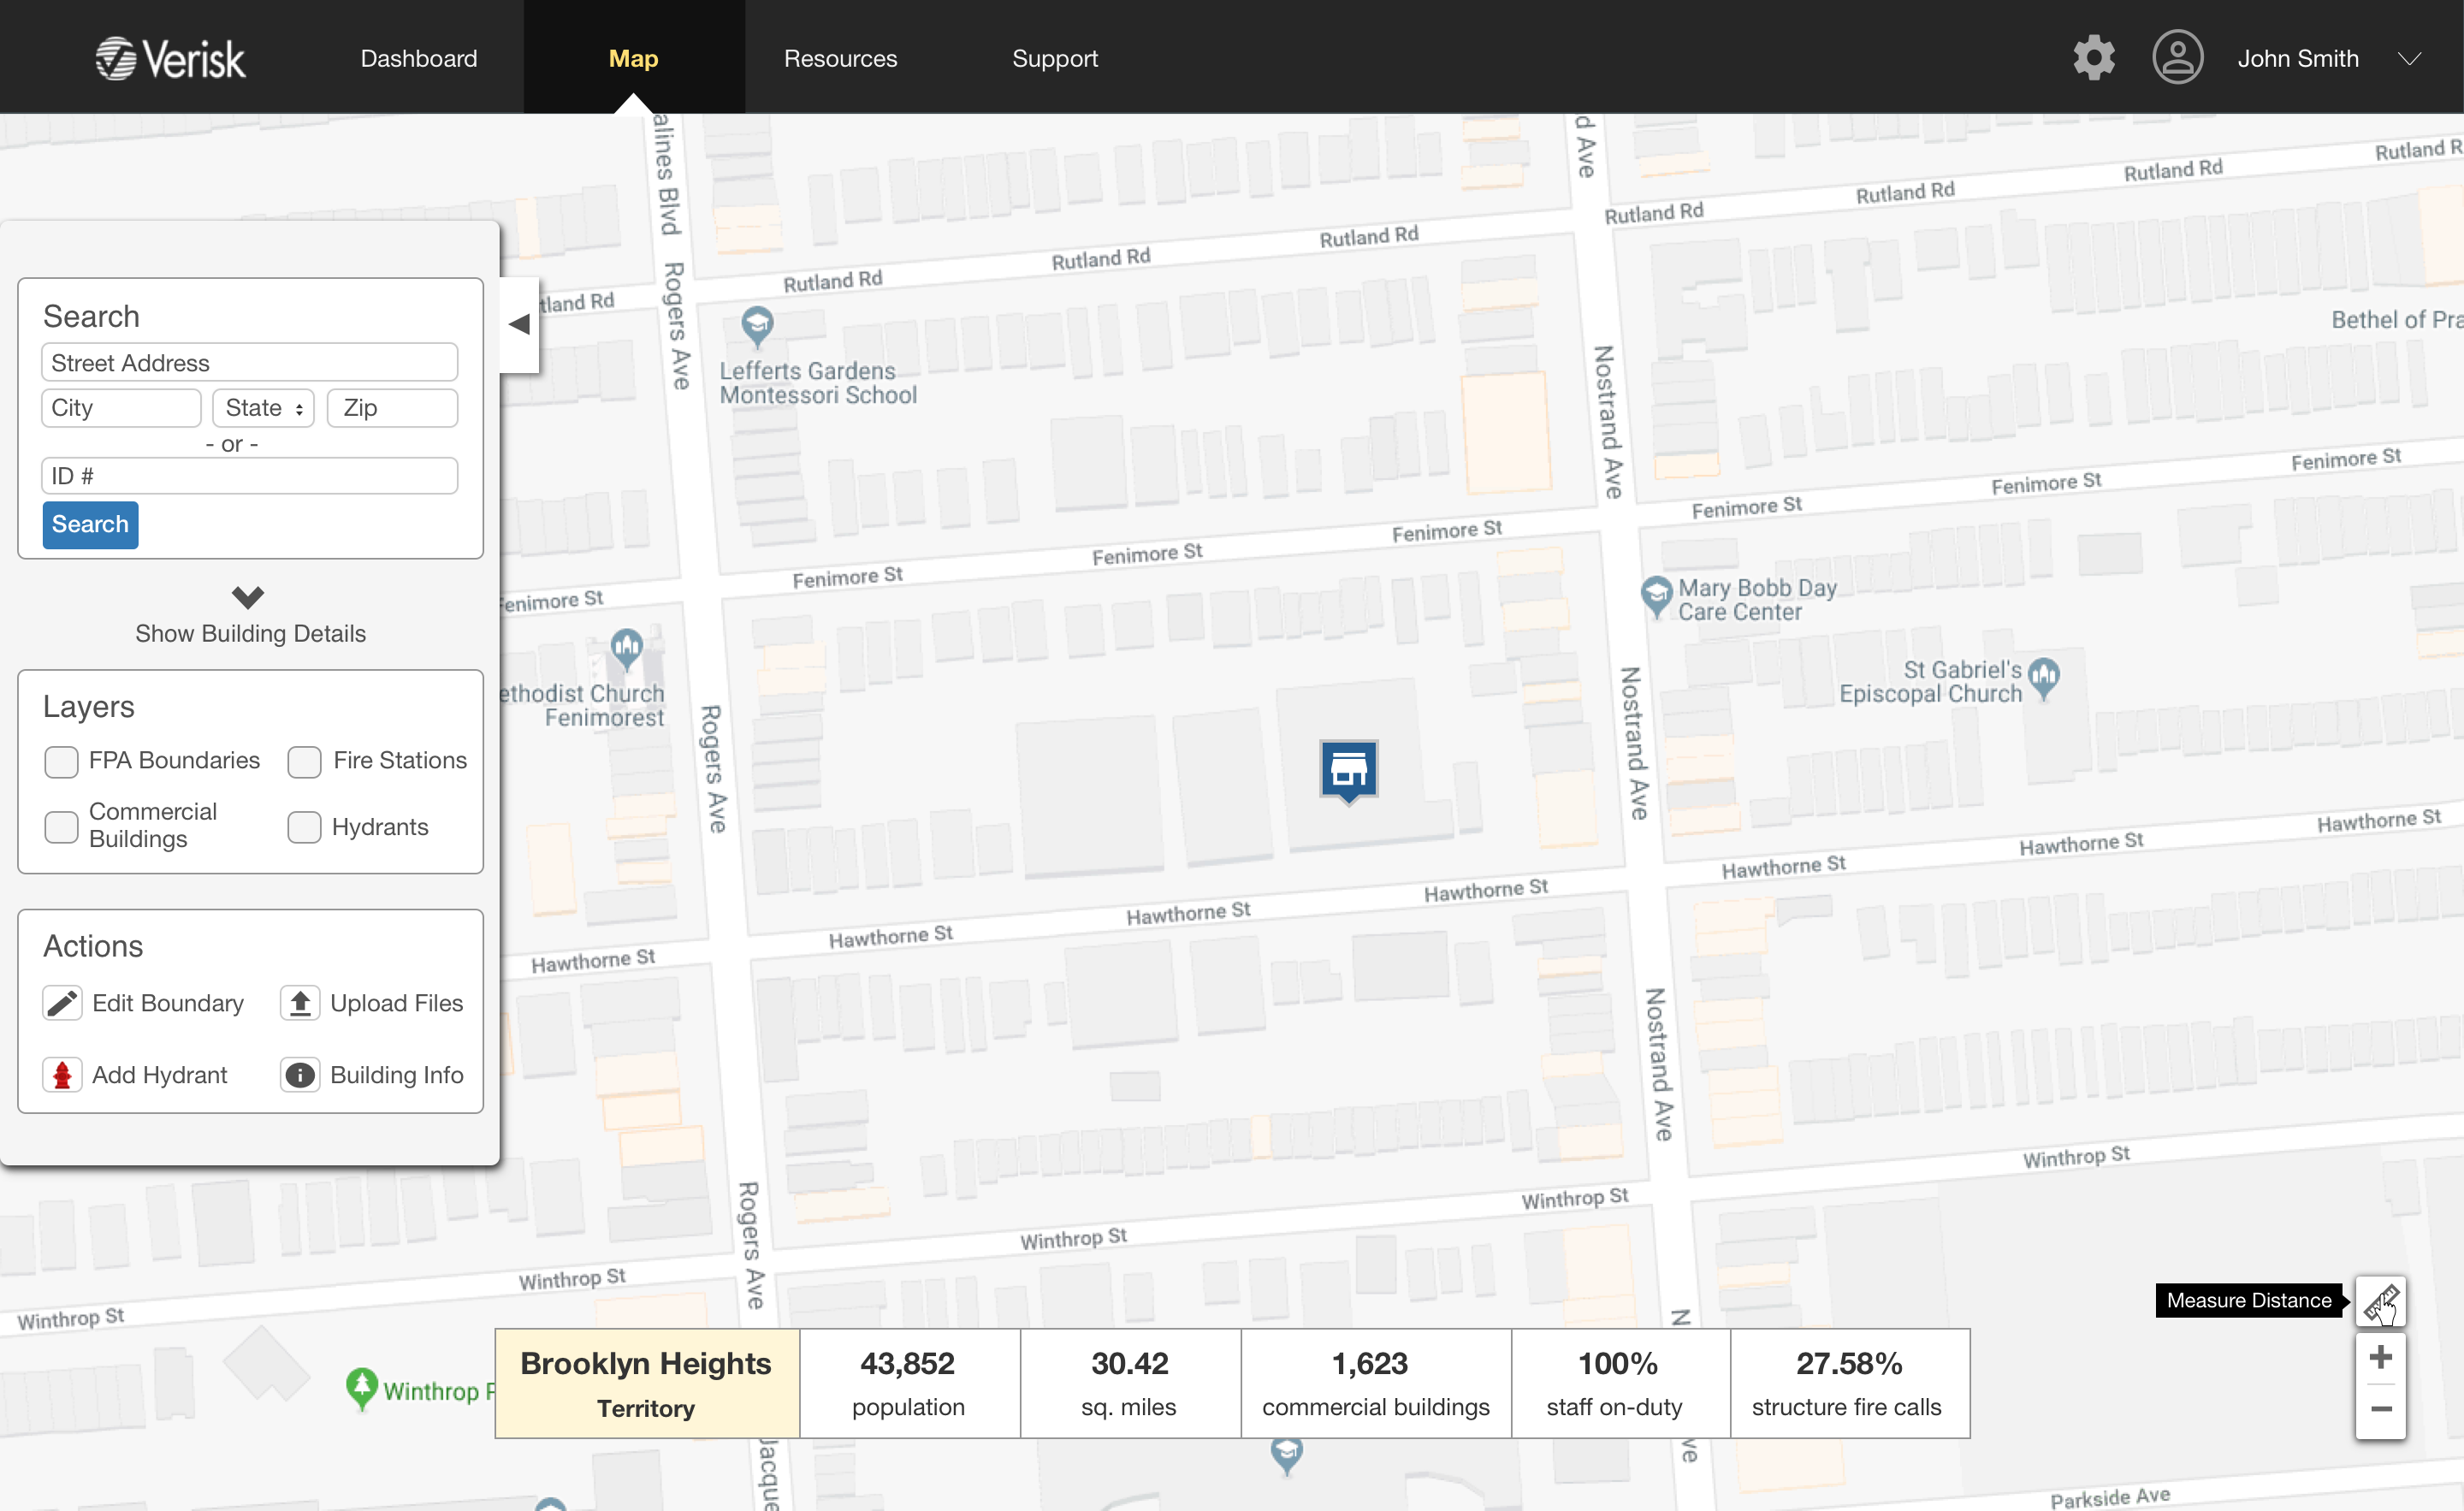 Verisk
Dashboard
Map
Resources
Support
John Smith
Search
Street Address
City
State
Zip
- or -
ID #
Search
Show Building Details
Layers
FPA Boundaries
Fire Stations
Commercial
Buildings
Hydrants
Actions
Edit Boundary
Upload Files
Add Hydrant
Building Info
alines Blvd
d Ave
Rutland R
Rutland Rd
Rutland Rd
Rutland Rd
Rutland Rd
Rutland Rd
Rutland Rd
tland Rd
Rogers Ave
Lefferts Gardens
Montessori School
Nostrand Ave
Bethel of Pra
Fenimore St
Fenimore St
Fenimore St
Fenimore St
Fenimore St
Fenimore St
enimore St
Mary Bobb Day
Care Center
ethodist Church
Fenimorest
St Gabriel's
Episcopal Church
Rogers Ave
Nostrand Ave
Hawthorne St
Hawthorne St
Hawthorne St
Hawthorne St
Hawthorne St
Hawthorne St
Hawthorne St
Nostrand Ave
Winthrop St
Winthrop St
Winthrop St
Winthrop St
Winthrop St
Rogers Ave
N
Measure Distance
Winthrop P
Brooklyn Heights
Territory
43,852
population
30.42
sq. miles
1,623
commercial buildings
100%
staff on-duty
27.58%
structure fire calls
Jacque
ve
Parkside Ave